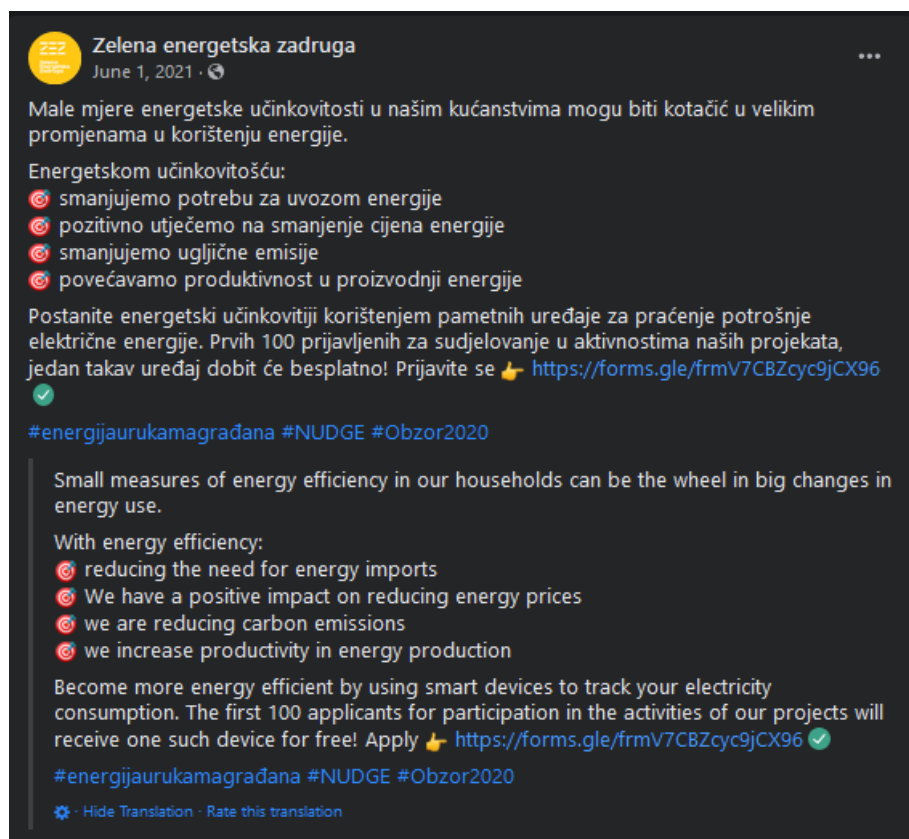 ZEZ
Zelena
Energetska
Zadruga
Zelena energetska zadruga
June 1, 2021 ·
Male mjere energetske učinkovitosti u našim kućanstvima mogu biti kotačić u velikim
promjenama u korištenju energije.
Energetskom učinkovitošću:
🎯 smanjujemo potrebu za uvozom energije
🎯 pozitivno utječemo na smanjenje cijena energije
🎯 smanjujemo ugljične emisije
🎯 povećavamo produktivnost u proizvodnji energije
Postanite energetski učinkovitiji korištenjem pametnih uređaje za praćenje potrošnje
električne energije. Prvih 100 prijavljenih za sudjelovanje u aktivnostima naših projekata,
jedan takav uređaj dobit će besplatno! Prijavite se 👉 https://forms.gle/frmV7CBZcyc9jCX96
✅
#energijaurukamagrađana #NUDGE #Obzor2020
Small measures of energy efficiency in our households can be the wheel in big changes in
energy use.
With energy efficiency:
🎯 reducing the need for energy imports
🎯 We have a positive impact on reducing energy prices
🎯 we are reducing carbon emissions
🎯 we increase productivity in energy production
Become more energy efficient by using smart devices to track your electricity
consumption. The first 100 applicants for participation in the activities of our projects will
receive one such device for free! Apply 👉 https://forms.gle/frmV7CBZcyc9jCX96 ✅
#energijaurukamagrađana #NUDGE #Obzor2020
· Hide Translation · Rate this translation